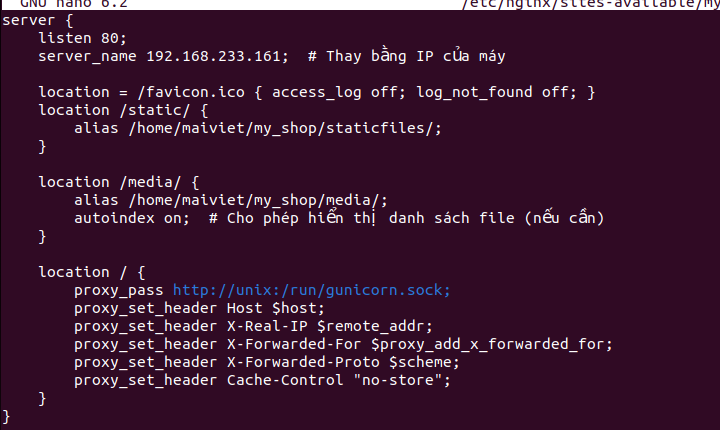 GNU nano 6.2 /etc/nginx/sites-available/my
server {
    listen 80;
    server_name 192.168.233.161;  # Thay bằng IP của máy

    location = /favicon.ico { access_log off; log_not_found off; }
    location /static/ {
        alias /home/maiviet/my_shop/staticfiles/;
    }

    location /media/ {
        alias /home/maiviet/my_shop/media/;
        autoindex on;  # Cho phép hiển thị danh sách file (nếu cần)
    }

    location / {
        proxy_pass http://unix:/run/gunicorn.sock;
        proxy_set_header Host $host;
        proxy_set_header X-Real-IP $remote_addr;
        proxy_set_header X-Forwarded-For $proxy_add_x_forwarded_for;
        proxy_set_header X-Forwarded-Proto $scheme;
        proxy_set_header Cache-Control "no-store";
    }
}